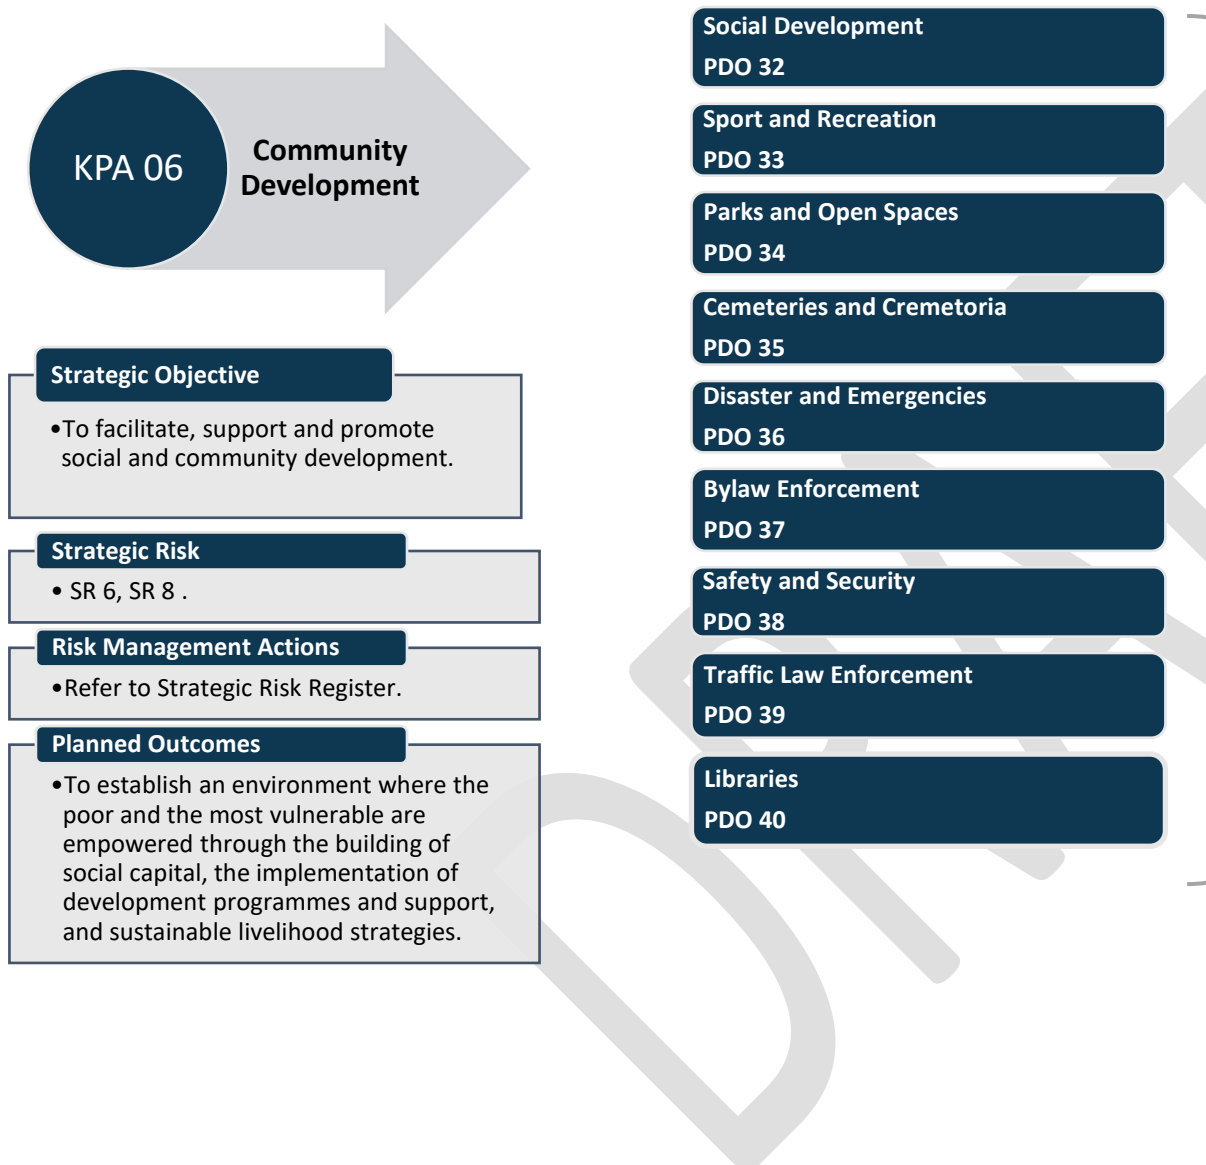 KPA 06
Community
Development
Strategic Objective
•To facilitate, support and promote
social and community development.
Strategic Risk
• SR 6, SR 8 .
Risk Management Actions
•Refer to Strategic Risk Register.
Planned Outcomes
•To establish an environment where the
poor and the most vulnerable are
empowered through the building of
social capital, the implementation of
development programmes and support,
and sustainable livelihood strategies.
Social Development
PDO 32
Sport and Recreation
PDO 33
Parks and Open Spaces
PDO 34
Cemeteries and Cremetoria
PDO 35
Disaster and Emergencies
PDO 36
Bylaw Enforcement
PDO 37
Safety and Security
PDO 38
Traffic Law Enforcement
PDO 39
Libraries
PDO 40